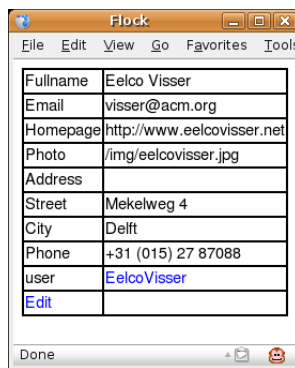 Flock
File Edit View Go Favorites Tools
Fullname Eelco Visser
Email visser@acm.org
Homepage http://www.eelcovisser.net
Photo /img/eelcovisser.jpg
Address
Street Mekelweg 4
City Delft
Phone +31 (015) 27 87088
user EelcoVisser
Edit
Done